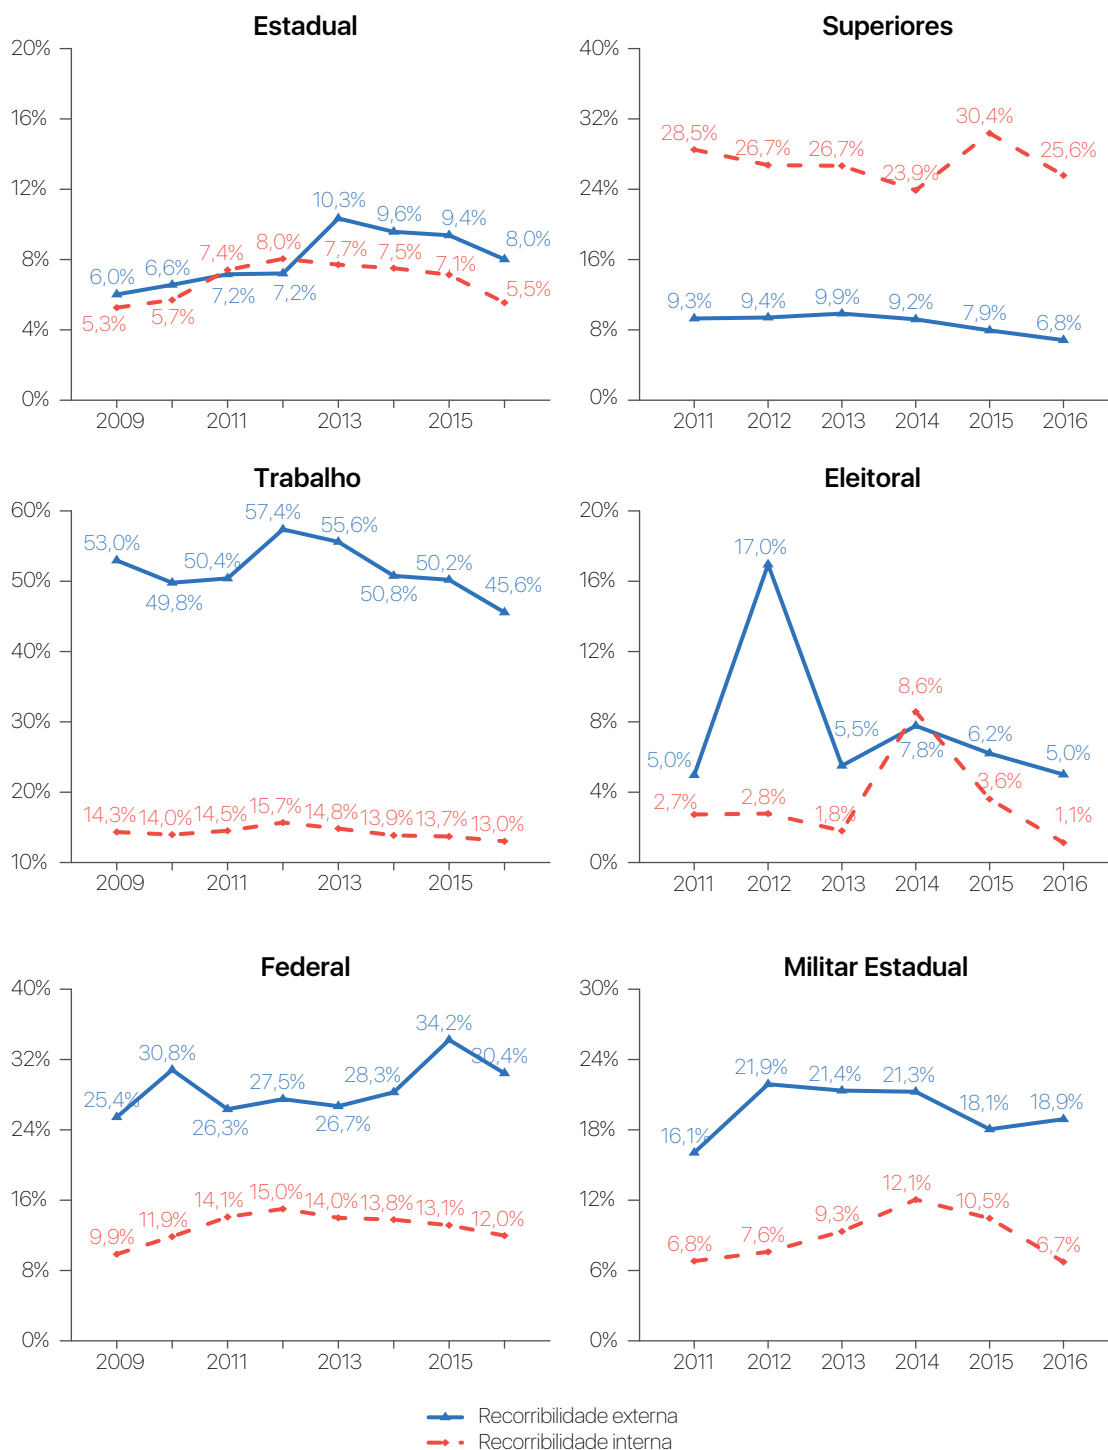 Estadual
20%
16%
12%
8%
4%
0%
6,0% 6,6% 7,2% 7,2% 10,3% 9,6% 9,4% 8,0%
5,3% 5,7% 7,4% 8,0% 7,7% 7,5% 7,1% 5,5%
2009 2011 2013 2015
Superiores
40%
32%
24%
16%
8%
0%
28,5% 26,7% 26,7% 23,9% 30,4% 25,6%
9,3% 9,4% 9,9% 9,2% 7,9% 6,8%
2011 2012 2013 2014 2015 2016
Trabalho
60%
50%
40%
30%
20%
10%
53,0% 49,8% 50,4% 57,4% 55,6% 50,8% 50,2% 45,6%
14,3% 14,0% 14,5% 15,7% 14,8% 13,9% 13,7% 13,0%
2009 2011 2013 2015
Eleitoral
20%
16%
12%
8%
4%
0%
5,0% 17,0% 5,5% 7,8% 6,2% 5,0%
2,7% 2,8% 1,8% 8,6% 3,6% 1,1%
2011 2012 2013 2014 2015 2016
Federal
40%
32%
24%
16%
8%
0%
25,4% 30,8% 26,3% 27,5% 26,7% 28,3% 34,2% 30,4%
9,9% 11,9% 14,1% 15,0% 14,0% 13,8% 13,1% 12,0%
2009 2011 2013 2015
Militar Estadual
30%
24%
18%
12%
6%
0%
16,1% 21,9% 21,4% 21,3% 18,1% 18,9%
6,8% 7,6% 9,3% 12,1% 10,5% 6,7%
2011 2012 2013 2014 2015 2016
Recorribilidade externa
Recorribilidade interna